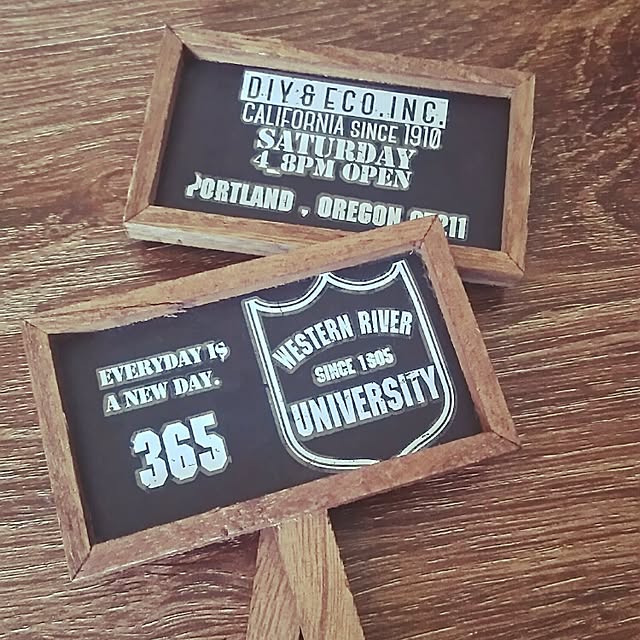 DIY&ECO.INC.
CALIFORNIA SINCE 1910
SATURDAY
4_8PM OPEN
PORTLAND , OREGON
EVERYDAY IS
A NEW DAY.
365
WESTERN RIVER
SINCE 1805
UNIVERSITY